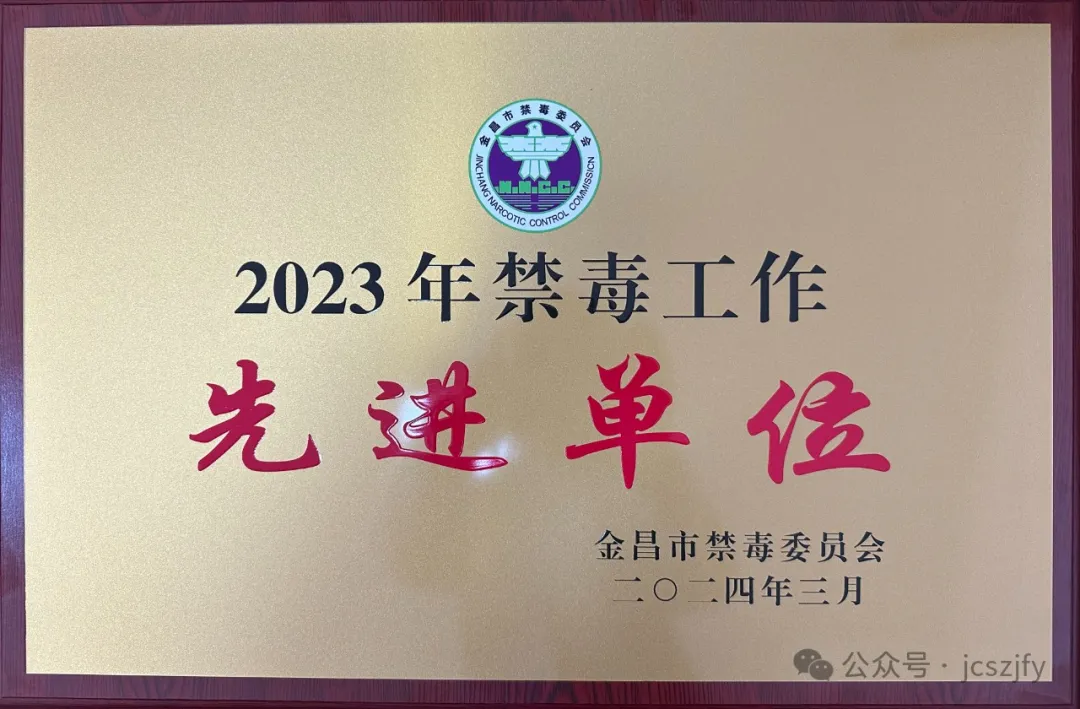 金昌市禁毒委员会
N.N.C.C.
JINCHANG NARCOTIC CONTROL COMMISSION
2023年禁毒工作
先进单位
金昌市禁毒委员会
二〇二四年三月
公众号·jcszjfy